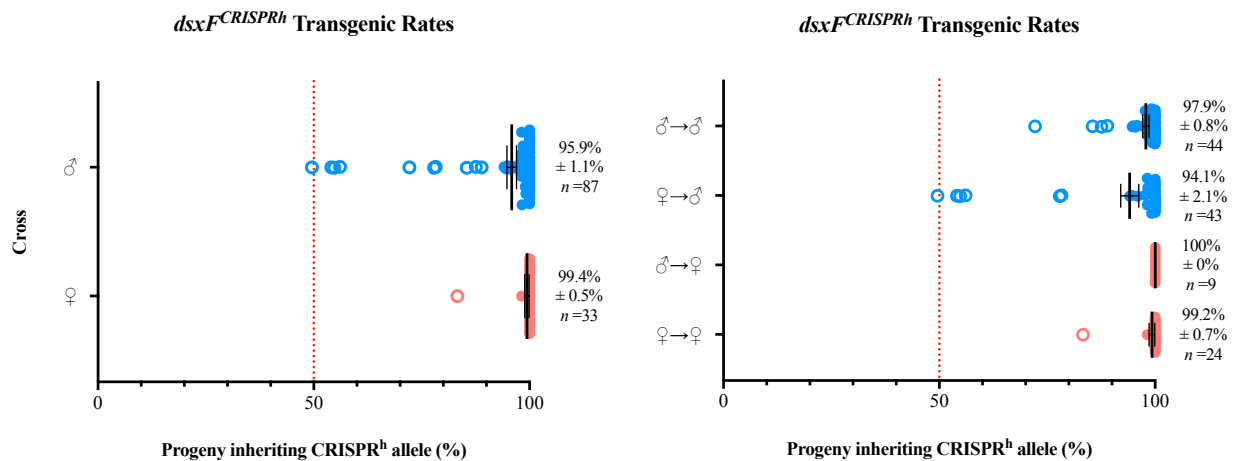 dsxF^CRISPRh Transgenic Rates
Cross
♂
95.9%
± 1.1%
n =87
♀
99.4%
± 0.5%
n =33
0 50 100
Progeny inheriting CRISPR^h allele (%)
dsxF^CRISPRh Transgenic Rates
♂→♂
97.9%
± 0.8%
n =44
♀→♂
94.1%
± 2.1%
n =43
♂→♀
100%
± 0%
n =9
♀→♀
99.2%
± 0.7%
n =24
0 50 100
Progeny inheriting CRISPR^h allele (%)